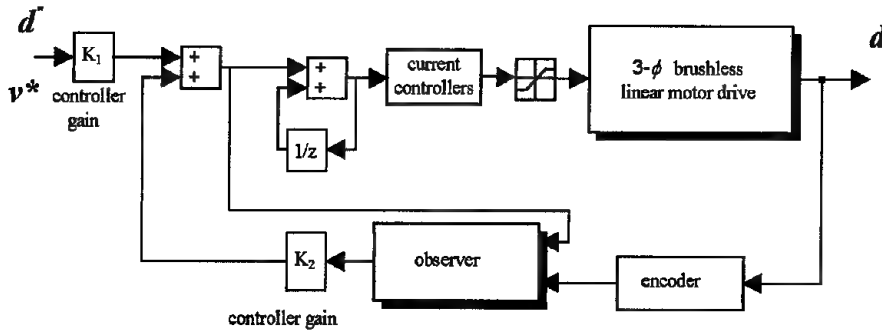 d*
v*
K₁
controller
gain
+
+
+
+
1/z
current
controllers
3-ϕ brushless
linear motor drive
d
K₂
controller gain
observer
encoder